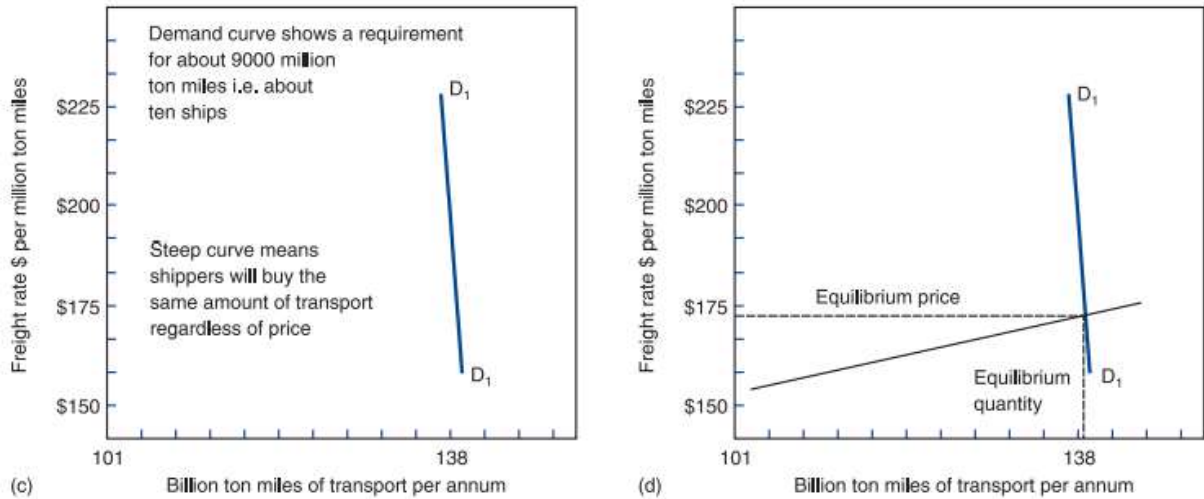 Demand curve shows a requirement
for about 9000 million
ton miles i.e. about
ten ships
D1
$225
$200
Steep curve means
shippers will buy the
same amount of transport
regardless of price
$175
D1
$150
Freight rate $ per million ton miles
101
138
(c)
Billion ton miles of transport per annum
D1
$225
$200
Equilibrium price
$175
Equilibrium
quantity
D1
$150
Freight rate $ per million ton miles
101
138
(d)
Billion ton miles of transport per annum